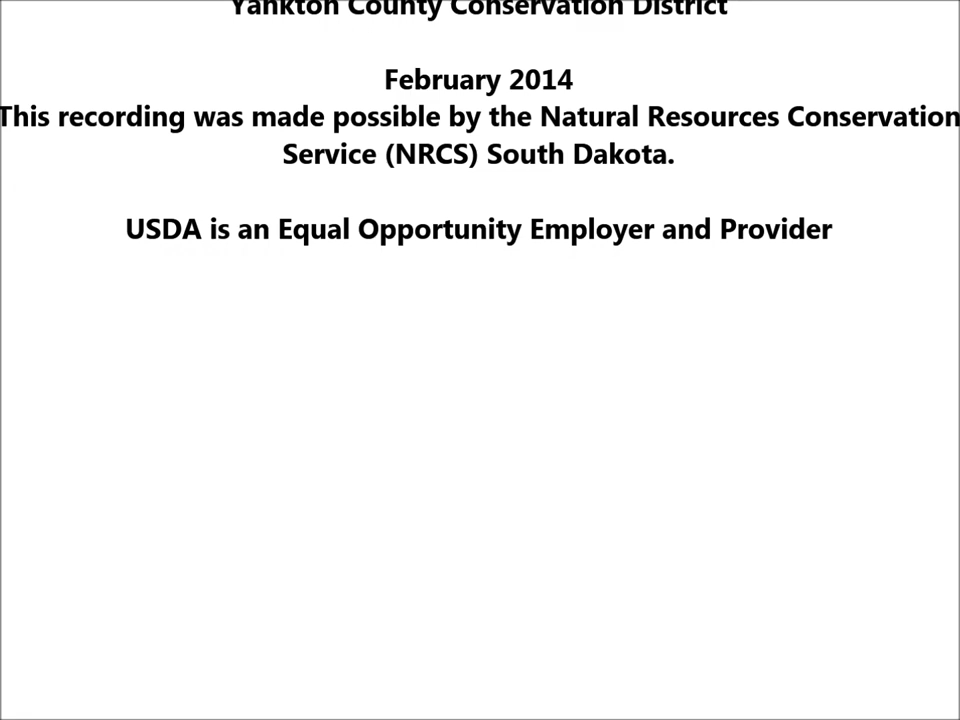 Yankton County Conservation District
February 2014
This recording was made possible by the Natural Resources Conservation
Service (NRCS) South Dakota.
USDA is an Equal Opportunity Employer and Provider